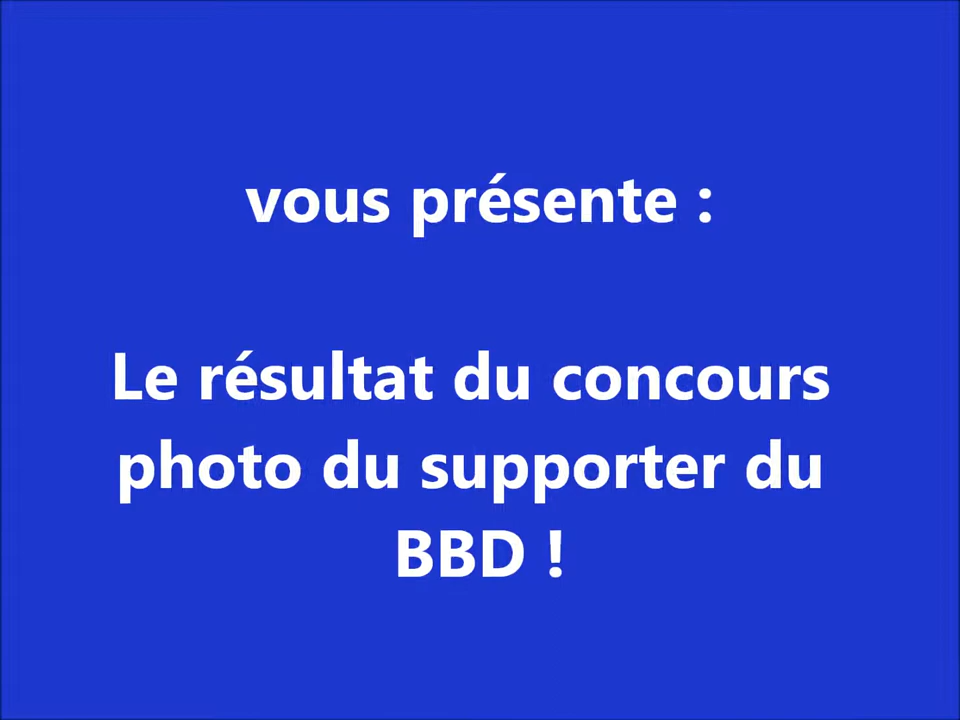 vous présente :
Le résultat du concours
photo du supporter du
BBD !